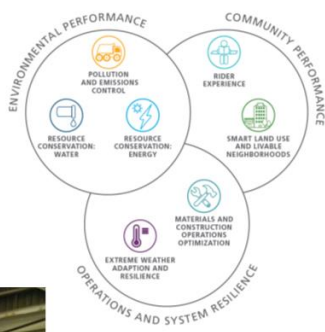 ENVIRONMENTAL PERFORMANCE
COMMUNITY PERFORMANCE
POLLUTION
AND EMISSIONS
CONTROL
RIDER
EXPERIENCE
RESOURCE
CONSERVATION:
WATER
RESOURCE
CONSERVATION:
ENERGY
SMART LAND USE
AND LIVABLE
NEIGHBORHOODS
MATERIALS AND
CONSTRUCTION
OPERATIONS
OPTIMIZATION
EXTREME WEATHER
ADAPTION AND
RESILIENCE
OPERATIONS AND SYSTEM RESILIENCE